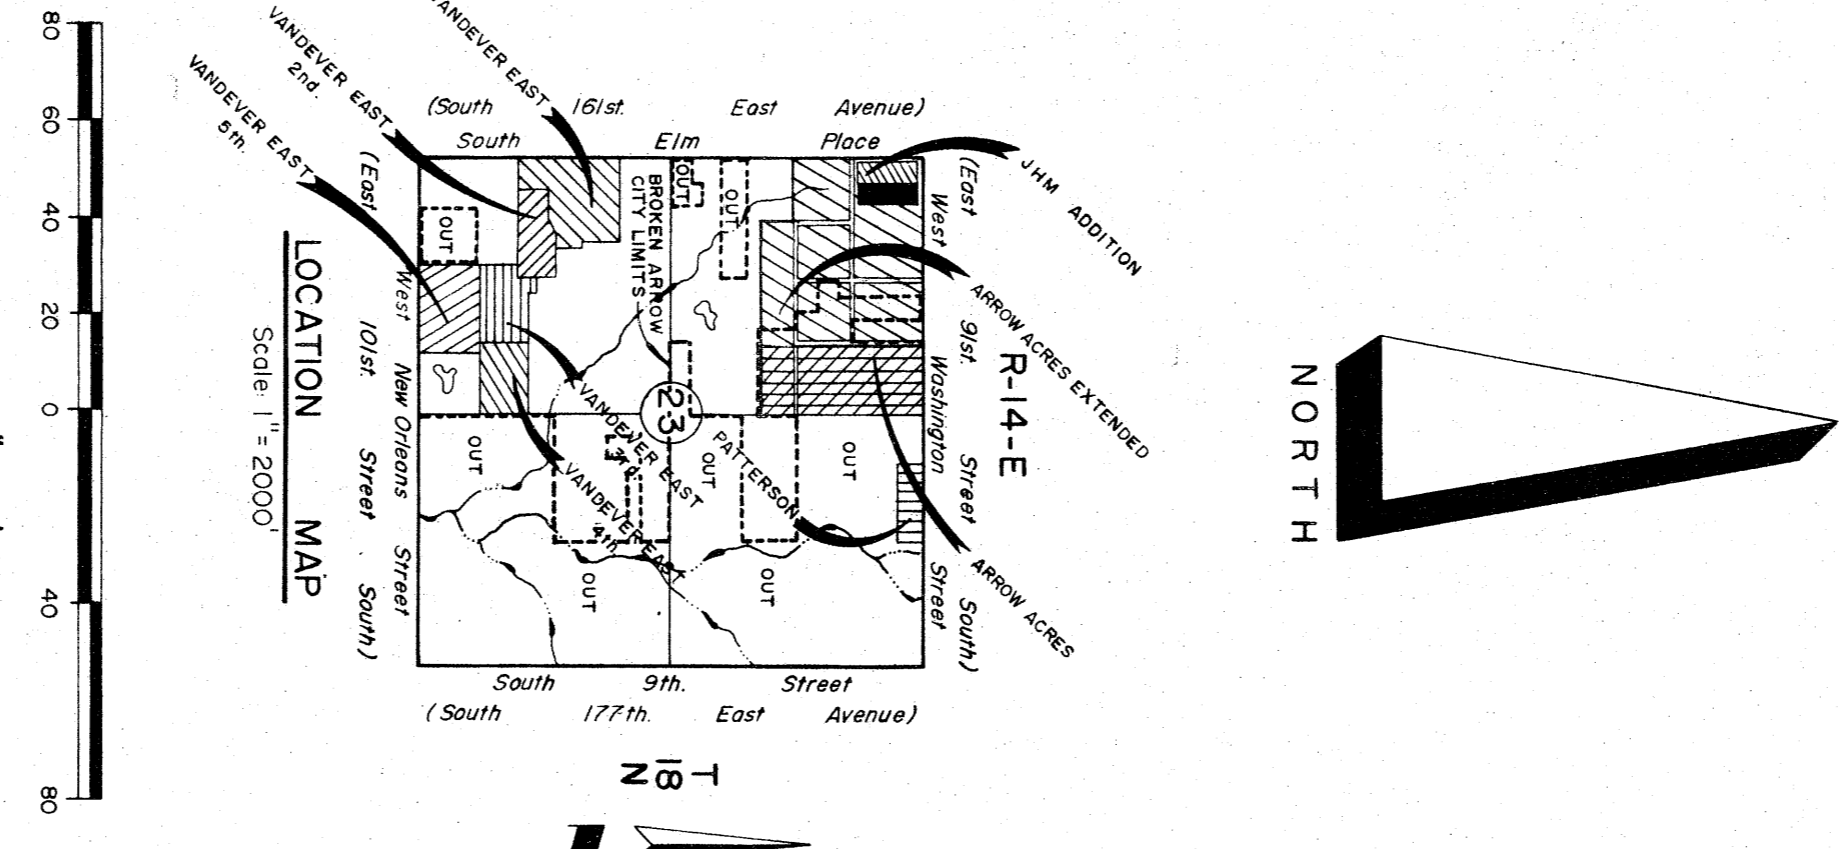 80
60
40
20
0
40
80
VANDEVER EAST
VANDEVER EAST
2nd.
VANDEVER EAST
5th.
(South 161st. East Avenue)
South Elm Place
JHM ADDITION
ARROW ACRES EXTENDED
ARROW ACRES
(East 91st. Street South)
West Washington Street
R-14-E
BROKEN ARROW
CITY LIMITS
OUT
OUT
OUT
23
OUT
OUT
OUT
OUT
OUT
PATTERSON
VANDEVER EAST
3rd.
VANDEVER EAST
4th.
West New Orleans Street
(East 101st. Street South)
South 9th. Street
(South 177th. East Avenue)
T
18
N
LOCATION MAP
Scale: 1" = 2000'
NORTH